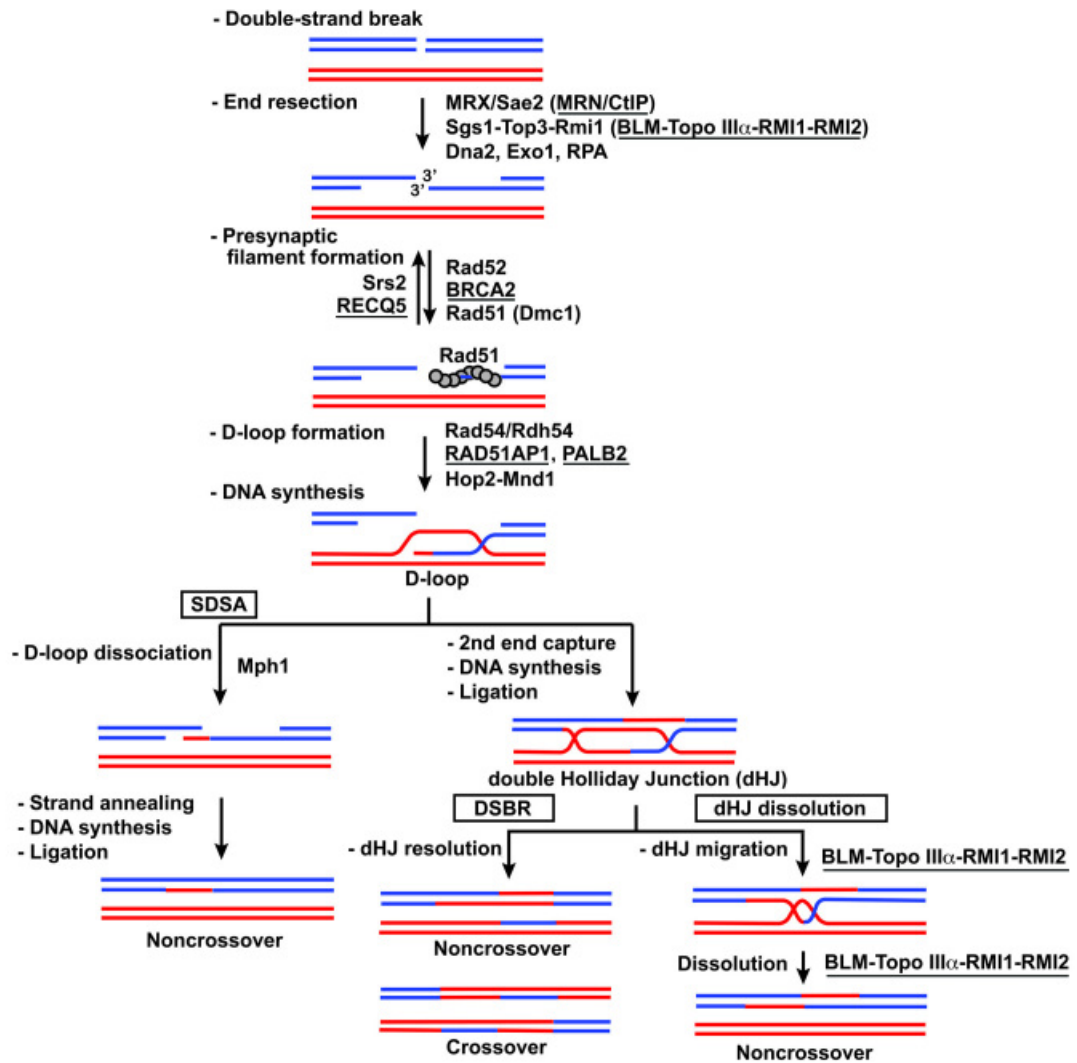 - Double-strand break
- End resection
MRX/Sae2 (MRN/CtIP)
Sgs1-Top3-Rmi1 (BLM-Topo IIIα-RMI1-RMI2)
Dna2, Exo1, RPA
3’
3’
- Presynaptic
filament formation
Srs2
RECQ5
Rad52
BRCA2
Rad51 (Dmc1)
Rad51
- D-loop formation
Rad54/Rdh54
RAD51AP1, PALB2
Hop2-Mnd1
- DNA synthesis
D-loop
SDSA
- D-loop dissociation
Mph1
- 2nd end capture
- DNA synthesis
- Ligation
double Holliday Junction (dHJ)
- Strand annealing
- DNA synthesis
- Ligation
Noncrossover
DSBR
dHJ dissolution
- dHJ resolution
- dHJ migration
BLM-Topo IIIα-RMI1-RMI2
Noncrossover
Dissolution
BLM-Topo IIIα-RMI1-RMI2
Crossover
Noncrossover